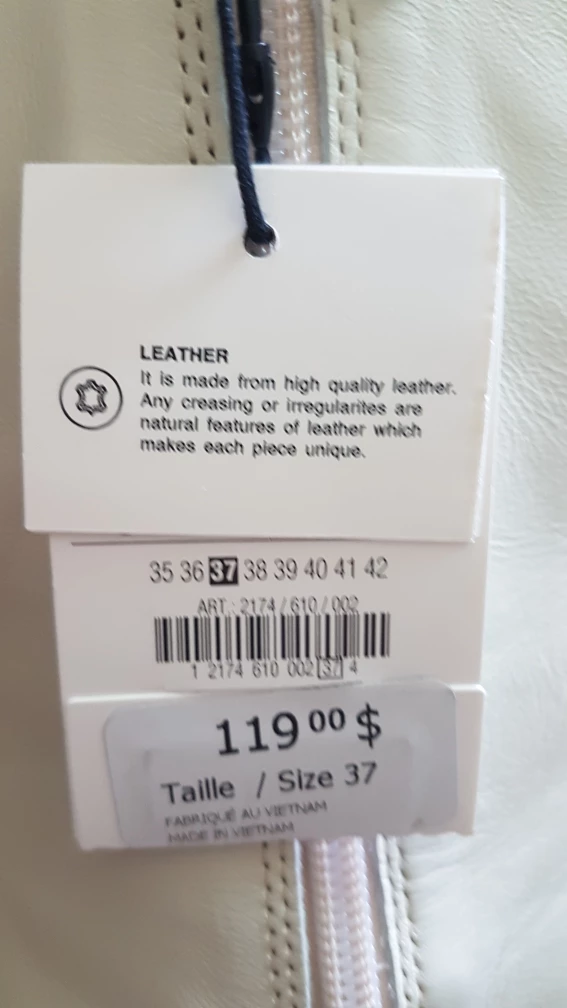 LEATHER
It is made from high quality leather.
Any creasing or irregularites are
natural features of leather which
makes each piece unique.
35 36 37 38 39 40 41 42
ART.: 2174 / 610 / 002
1 2174 610 002 37 4
119 00 $
Taille / Size 37
FABRIQUÉ AU VIETNAM
MADE IN VIETNAM